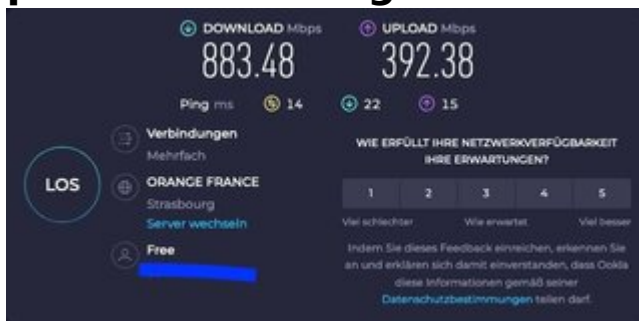 DOWNLOAD Mbps
883.48
UPLOAD Mbps
392.38
Ping ms 14 22 15
LOS
Verbindungen
Mehrfach
ORANGE FRANCE
Strasbourg
Server wechseln
Free
WIE ERFÜLLT IHRE NETZWERKVERFÜGBARKEIT
IHRE ERWARTUNGEN?
1 2 3 4 5
Viel schlechter Wie erwartet Viel besser
Indem Sie dieses Feedback einreichen, erkennen Sie
an und erklären sich damit einverstanden, dass Ookla
diese Informationen gemäß seiner
Datenschutzbestimmungen teilen darf.